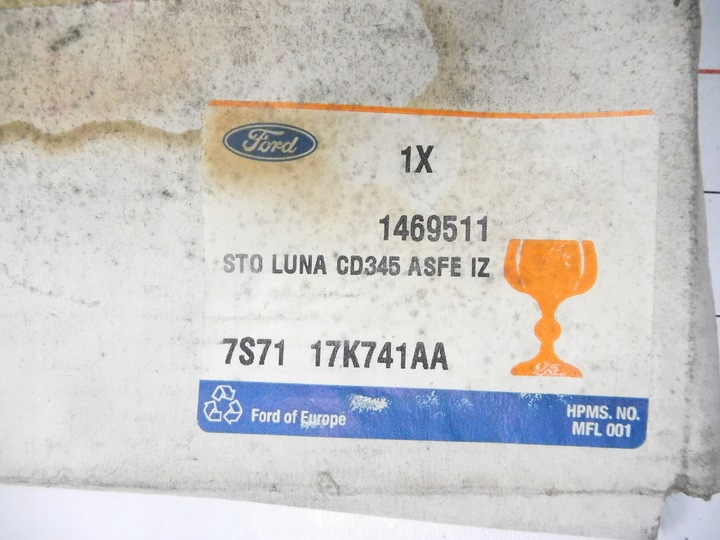 Ford
1X
1469511
STO LUNA CD345 ASFE IZ
7S71 17K741AA
Ford of Europe
HPMS. NO.
MFL 001